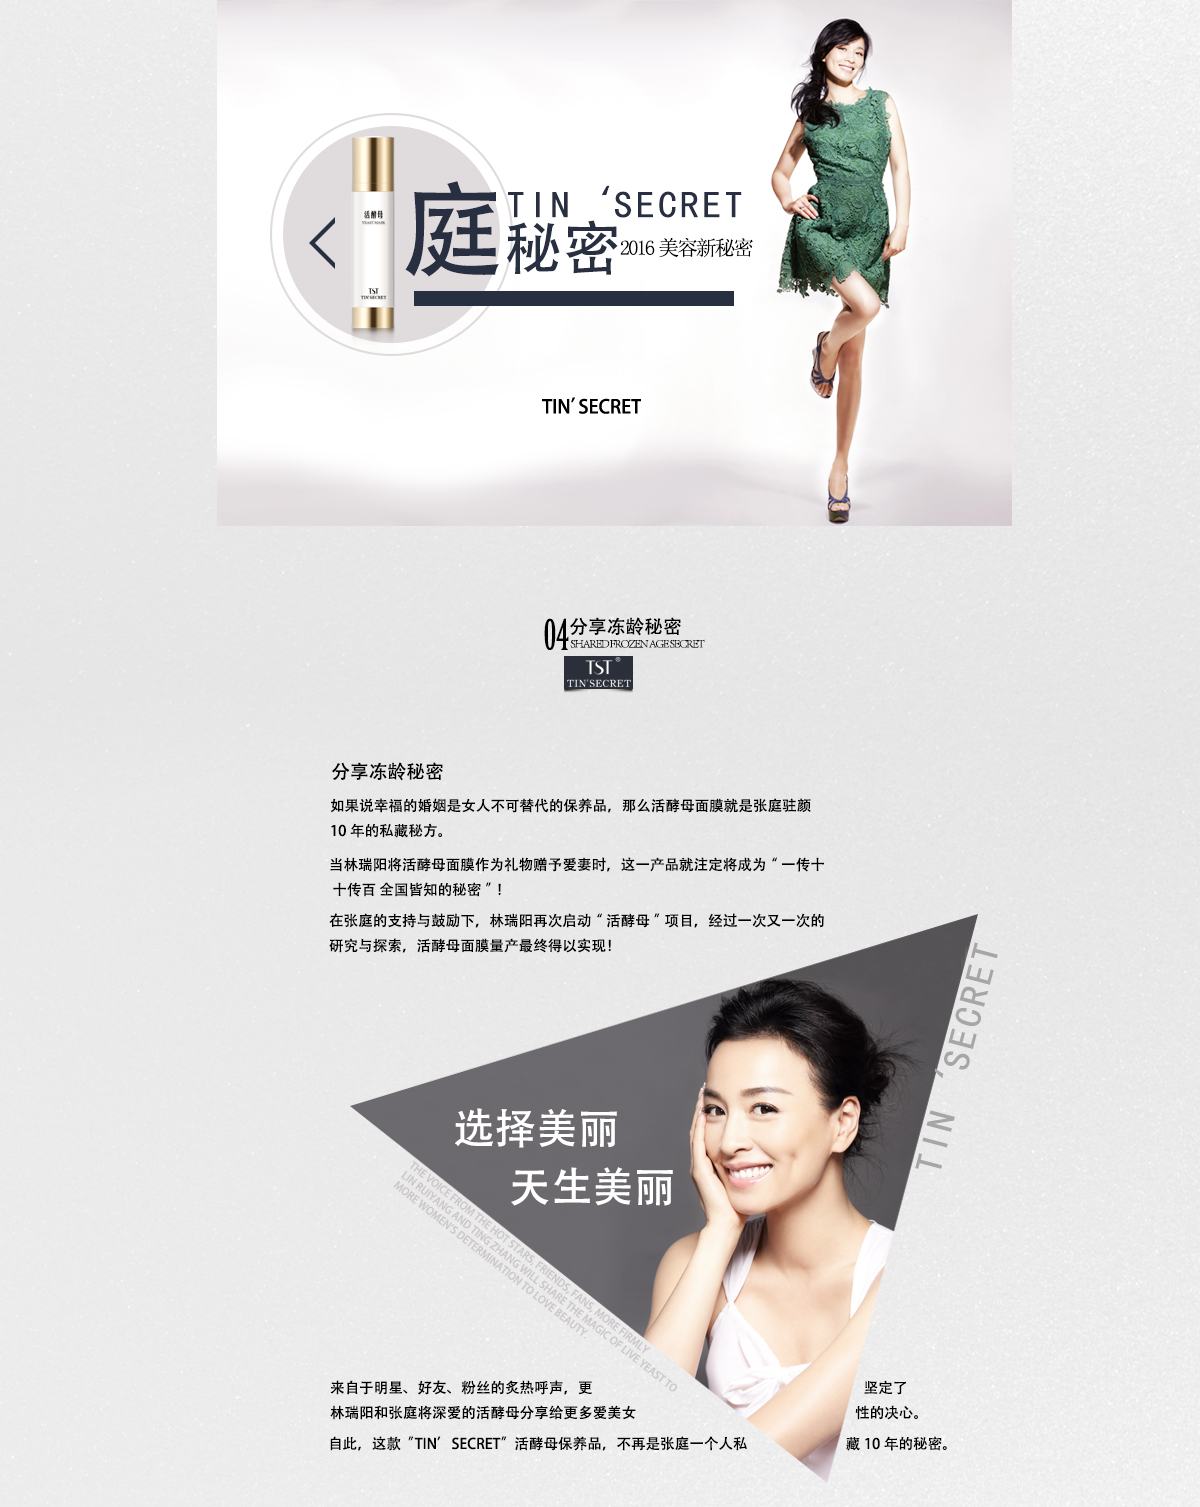 活酵母
YEAST MASK
TST
TIN'SECRET
庭
TIN ‘SECRET
秘密
2016 美容新秘密
TIN′ SECRET
04
分享冻龄秘密
SHARED FROZEN AGE SECRET
TST®
TIN'SECRET
分享冻龄秘密
如果说幸福的婚姻是女人不可替代的保养品，那么活酵母面膜就是张庭驻颜
10 年的私藏秘方。
当林瑞阳将活酵母面膜作为礼物赠予爱妻时，这一产品就注定将成为“ 一传十
十传百 全国皆知的秘密 ”！
在张庭的支持与鼓励下，林瑞阳再次启动“ 活酵母 ”项目，经过一次又一次的
研究与探索，活酵母面膜量产最终得以实现！
TIN ‘SECRET
选择美丽
天生美丽
THE VOICE FROM THE HOT STARS, FRIENDS, FANS, MORE FIRMLY
LIN RUIYANG AND TING ZHANG WILL SHARE THE MAGIC OF LIVE YEAST TO
MORE WOMEN'S DETERMINATION TO LOVE BEAUTY.
来自于明星、好友、粉丝的炙热呼声，更 坚定了
林瑞阳和张庭将深爱的活酵母分享给更多爱美女 性的决心。
自此，这款 ″TIN′ SECRET″ 活酵母保养品，不再是张庭一个人私 藏 10 年的秘密。